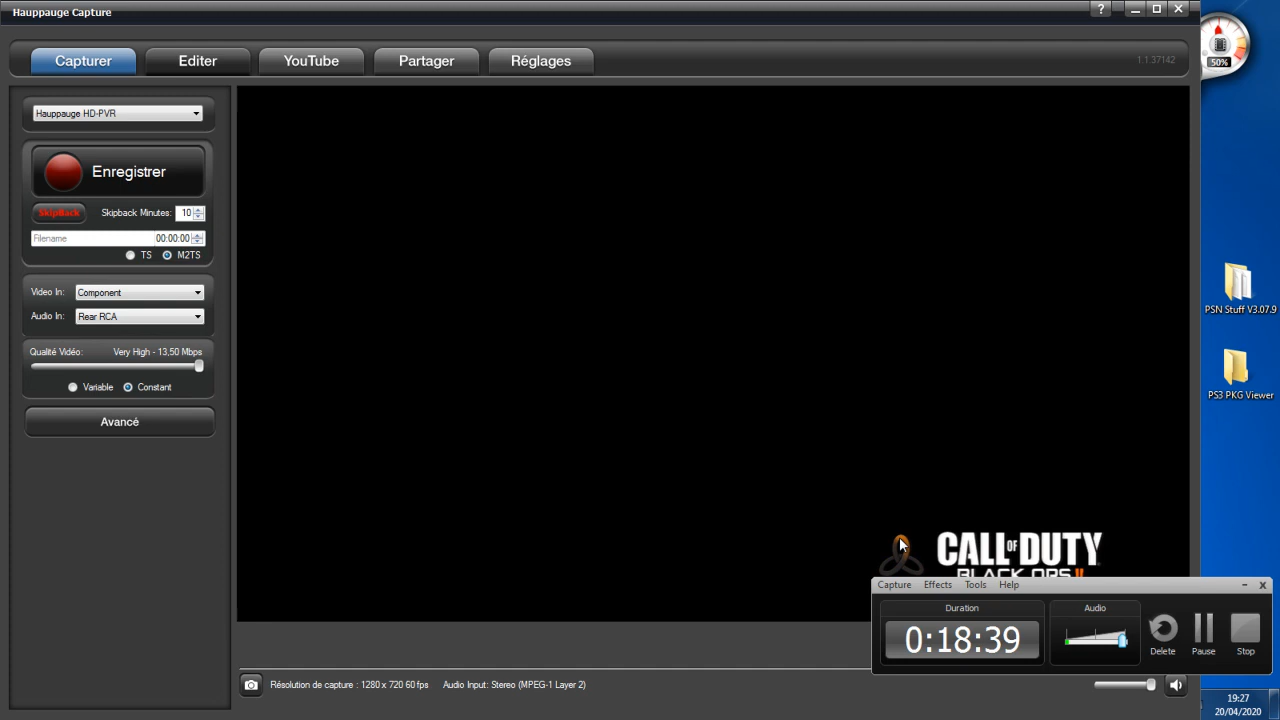 Hauppauge Capture
?
Capturer
Editer
YouTube
Partager
Réglages
1.1.37142
50%
Hauppauge HD-PVR
Enregistrer
SkipBack
Skipback Minutes: 10
Filename 00:00:00
TS M2TS
Video In: Component
Audio In: Rear RCA
Qualité Vidéo: Very High - 13,50 Mbps
Variable Constant
Avancé
PSN Stuff V3.07.9
PS3 PKG Viewer
CALL OF DUTY
BLACK OPS II
Capture Effects Tools Help
Duration
0:18:39
Audio
Delete
Pause
Stop
Résolution de capture : 1280 x 720 60 fps Audio Input: Stereo (MPEG-1 Layer 2)
19:27
20/04/2020